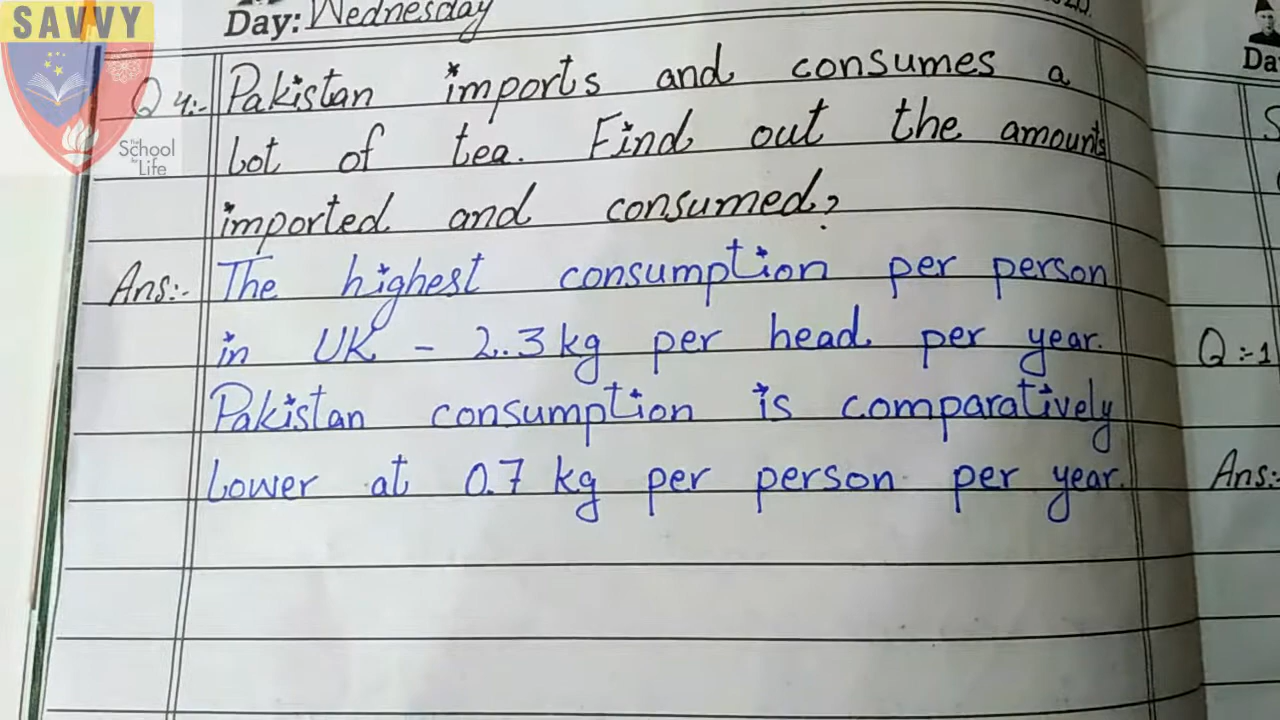 SAVVY
The School for Life
Day: Wednesday
Q 4:- Pakistan imports and consumes a
lot of tea. Find out the amounts
imported and consumed?
Ans:- The highest consumption per person
in UK - 2.3 kg per head per year.
Pakistan consumption is comparatively
lower at 0.7 kg per person per year.
Da
S
Q:-1
Ans:-